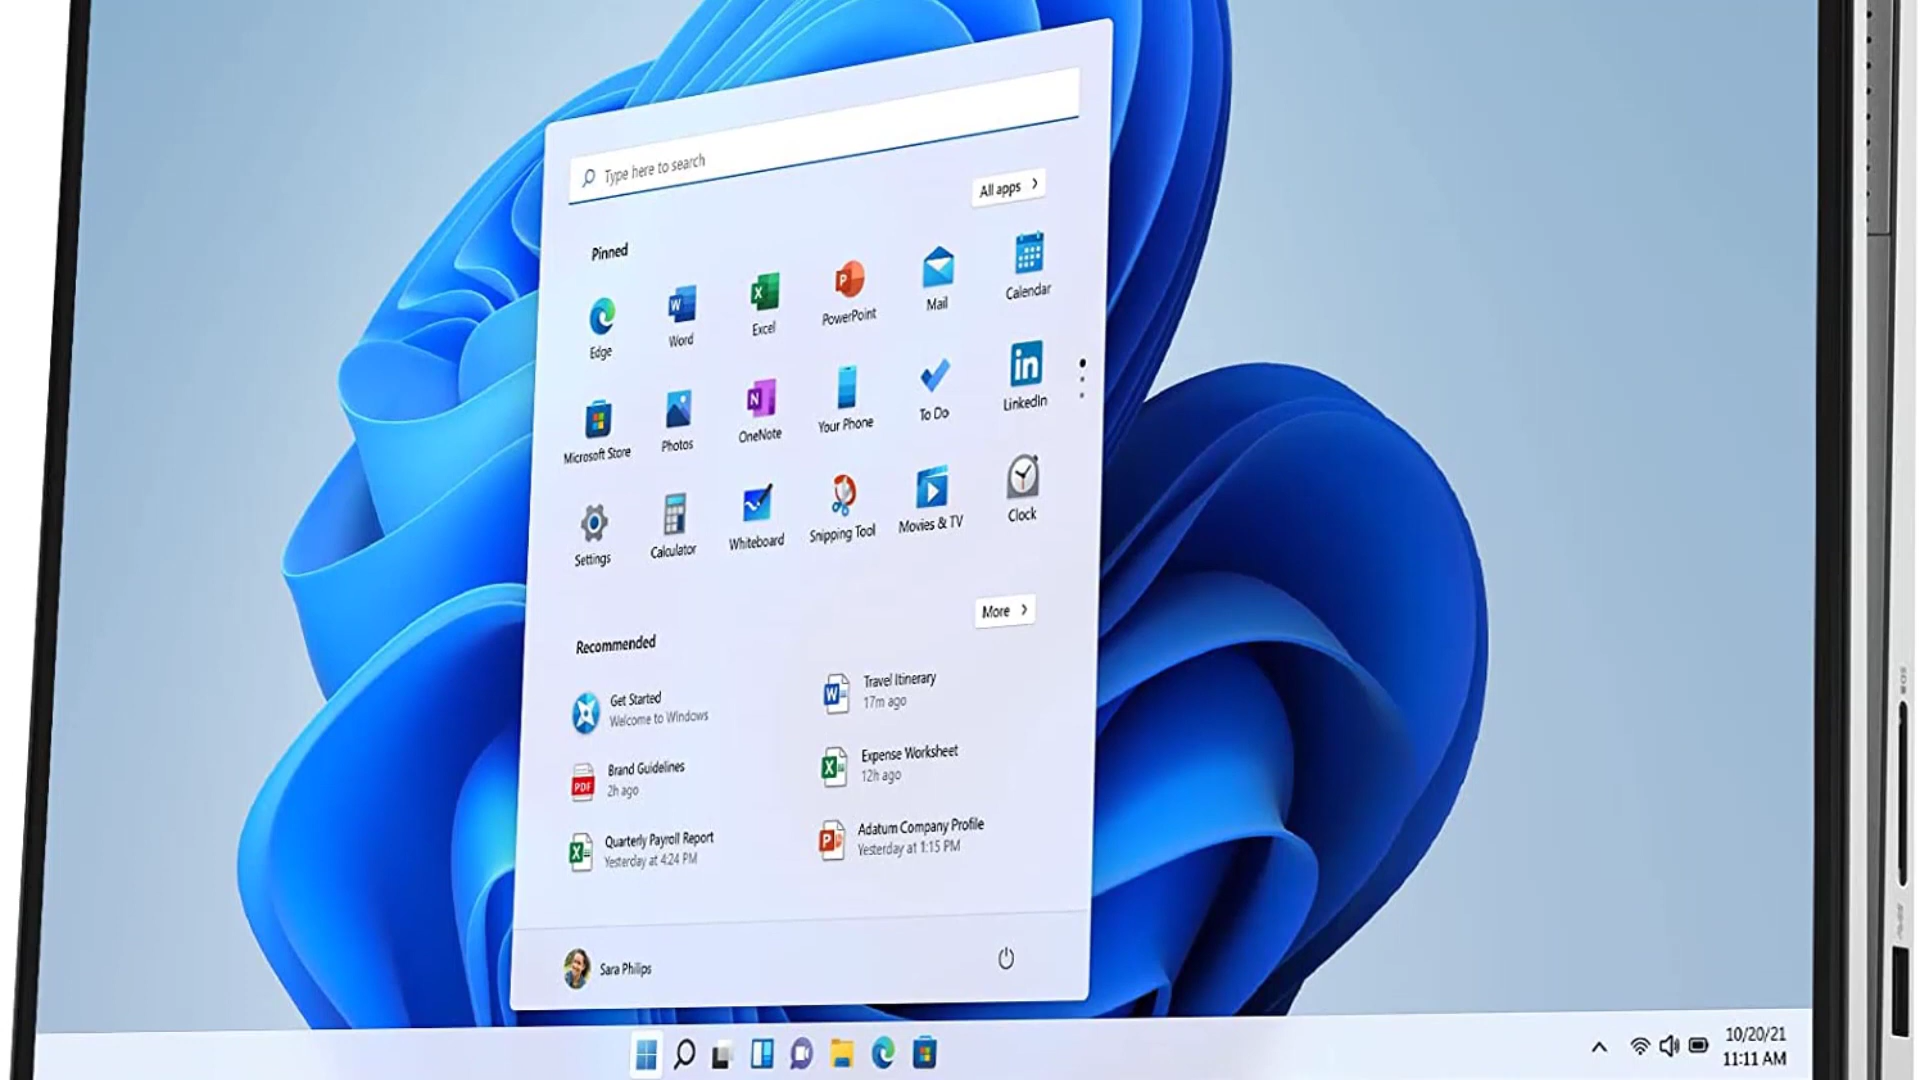 Type here to search
All apps >
Pinned
Edge
Word
Excel
PowerPoint
Mail
Calendar
Microsoft Store
Photos
OneNote
Your Phone
To Do
LinkedIn
Settings
Calculator
Whiteboard
Snipping Tool
Movies & TV
Clock
More >
Recommended
Get Started
Welcome to Windows
Travel Itinerary
17m ago
Brand Guidelines
2h ago
Expense Worksheet
12h ago
Quarterly Payroll Report
Yesterday at 4:24 PM
Adatum Company Profile
Yesterday at 1:15 PM
Sara Philips
10/20/21
11:11 AM